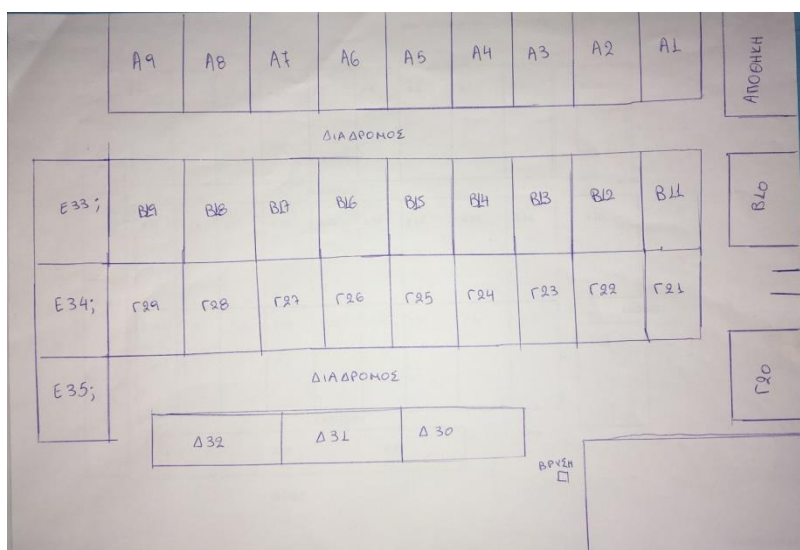 Α9 Α8 Α7 Α6 Α5 Α4 Α3 Α2 Α1
ΑΠΟΘΗΚΗ
ΔΙΑΔΡΟΜΟΣ
Ε33; Β19 Β18 Β17 Β16 Β15 Β14 Β13 Β12 Β11 Β10
Ε34; Γ29 Γ28 Γ27 Γ26 Γ25 Γ24 Γ23 Γ22 Γ21
ΔΙΑΔΡΟΜΟΣ
Ε35; Γ20
Δ32 Δ31 Δ30
ΒΡΥΣΗ